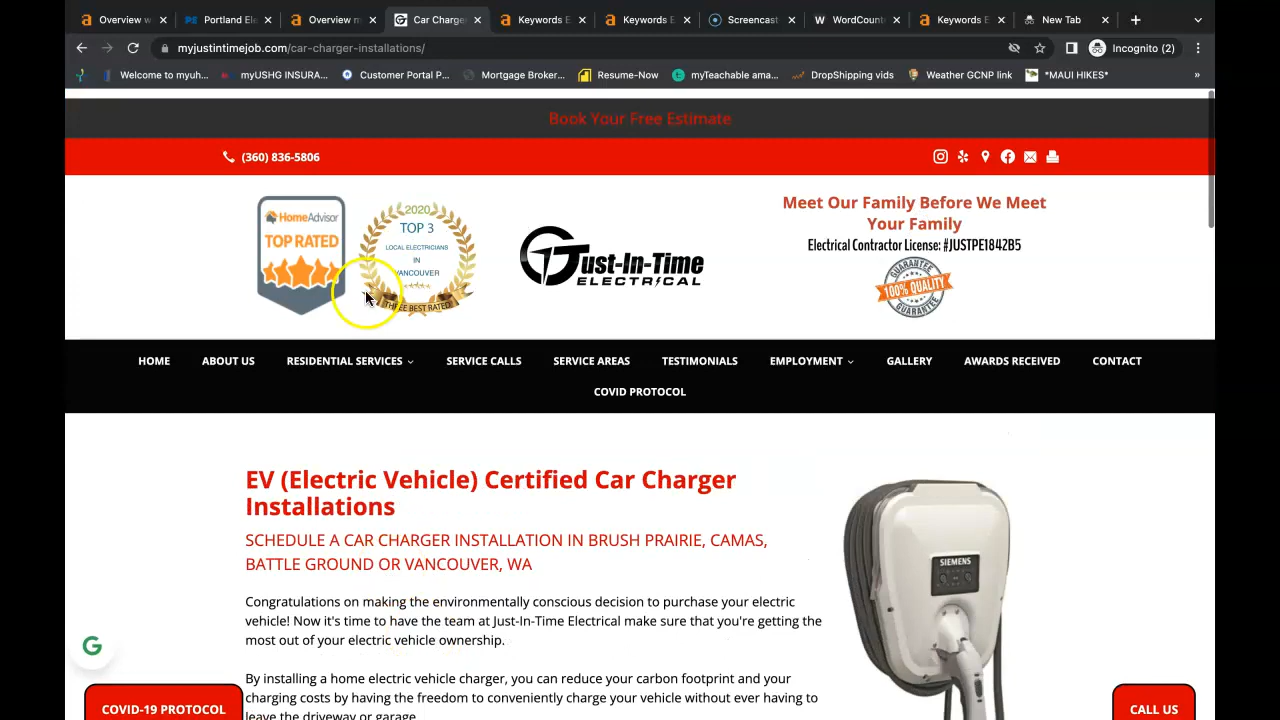 Overview w
Portland Ele
Overview m
Car Charger
Keywords E
Keywords E
Screencast
WordCount
Keywords E
New Tab
myjustintimejob.com/car-charger-installations/
Incognito (2)
Welcome to myuh...
myUSHG INSURA...
Customer Portal P...
Mortgage Broker...
Resume-Now
myTeachable ama...
DropShipping vids
Weather GCNP link
*MAUI HIKES*
»
Book Your Free Estimate
(360) 836-5806
HomeAdvisor
TOP RATED
2020
TOP 3
LOCAL ELECTRICIANS
IN
VANCOUVER
THREE BEST RATED
Just-In-Time
ELECTRICAL
Meet Our Family Before We Meet
Your Family
Electrical Contractor License: #JUSTPE1842B5
GUARANTEE
100% QUALITY
GUARANTEE
HOME
ABOUT US
RESIDENTIAL SERVICES
SERVICE CALLS
SERVICE AREAS
TESTIMONIALS
EMPLOYMENT
GALLERY
AWARDS RECEIVED
CONTACT
COVID PROTOCOL
EV (Electric Vehicle) Certified Car Charger
Installations
SCHEDULE A CAR CHARGER INSTALLATION IN BRUSH PRAIRIE, CAMAS,
BATTLE GROUND OR VANCOUVER, WA
Congratulations on making the environmentally conscious decision to purchase your electric
vehicle! Now it's time to have the team at Just-In-Time Electrical make sure that you're getting the
most out of your electric vehicle ownership.
By installing a home electric vehicle charger, you can reduce your carbon footprint and your
charging costs by having the freedom to conveniently charge your vehicle without ever having to
leave the driveway or garage.
SIEMENS
G
COVID-19 PROTOCOL
CALL US